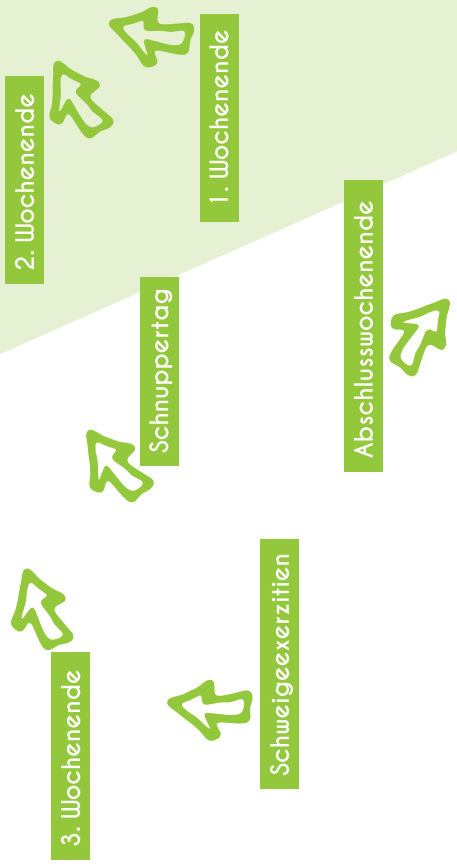 2. Wochenende
3. Wochenende
Schnuppertag
1. Wochenende
Schweigeexerzitien
Abschlusswochenende